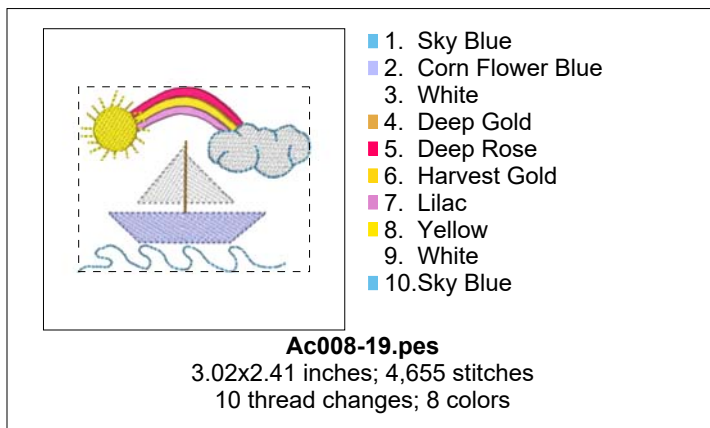 1. Sky Blue
2. Corn Flower Blue
3. White
4. Deep Gold
5. Deep Rose
6. Harvest Gold
7. Lilac
8. Yellow
9. White
10.Sky Blue
Ac008-19.pes
3.02x2.41 inches; 4,655 stitches
10 thread changes; 8 colors